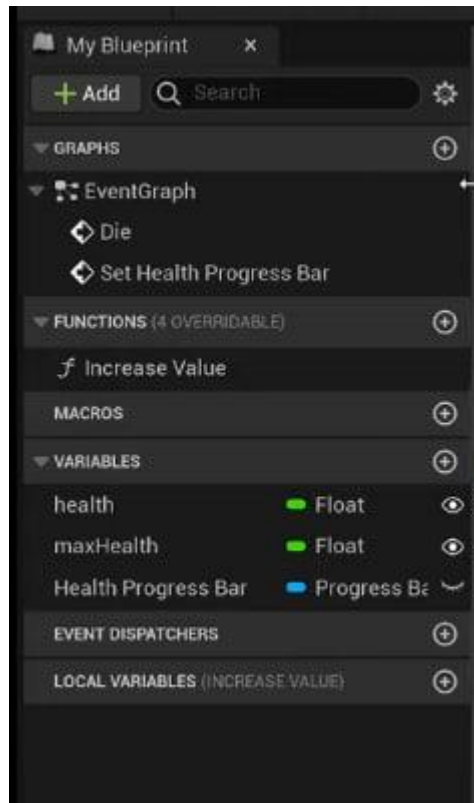 My Blueprint
Add Search
GRAPHS
EventGraph
Die
Set Health Progress Bar
FUNCTIONS (4 OVERRIDABLE)
Increase Value
MACROS
VARIABLES
health Float
maxHealth Float
Health Progress Bar Progress Ba
EVENT DISPATCHERS
LOCAL VARIABLES (INCREASE VALUE)